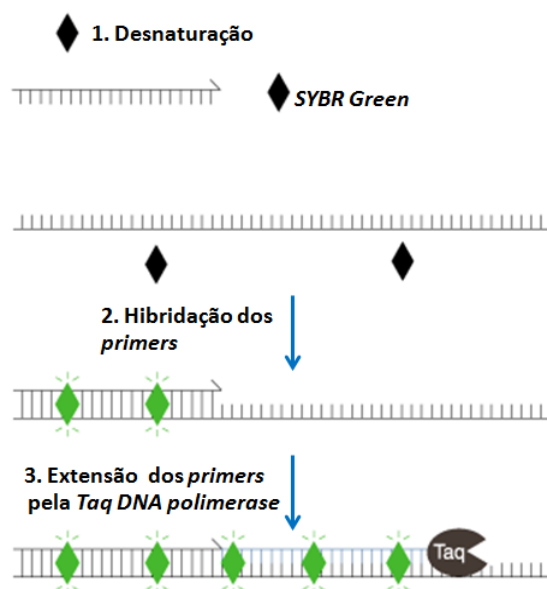 1. Desnaturação
SYBR Green
2. Hibridação dos
primers
3. Extensão dos primers
pela Taq DNA polimerase
Taq